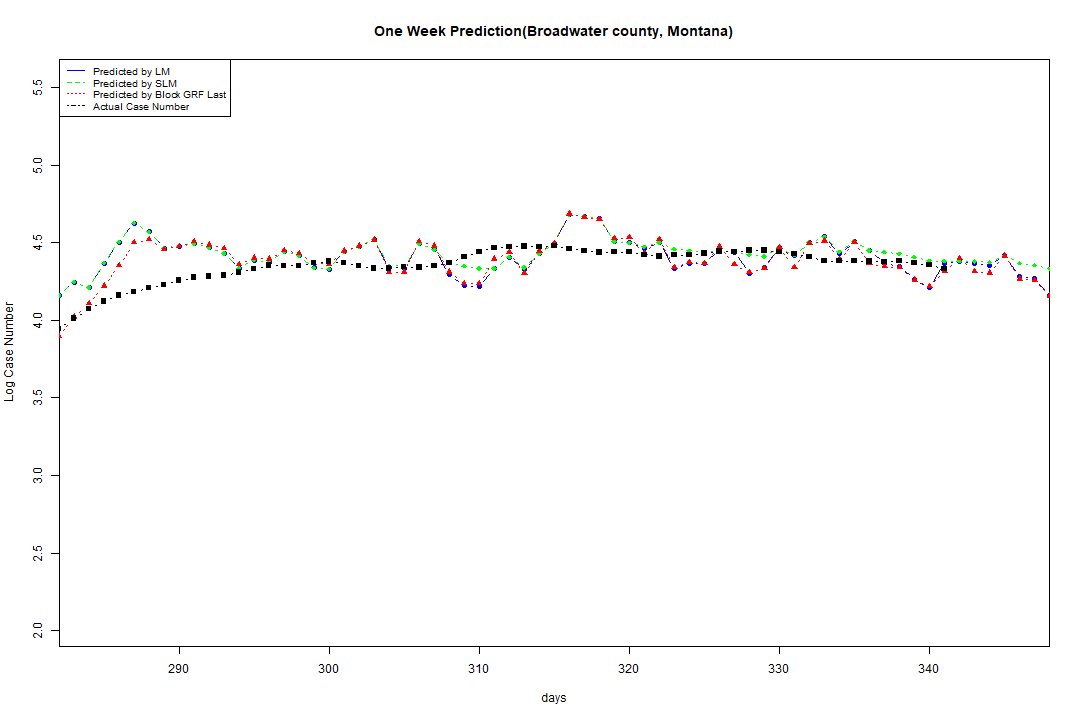 One Week Prediction(Broadwater county, Montana)
Predicted by LM
Predicted by SLM
Predicted by Block GRF Last
Actual Case Number
Log Case Number
5.5
5.0
4.5
4.0
3.5
3.0
2.5
2.0
290 300 310 320 330 340
days